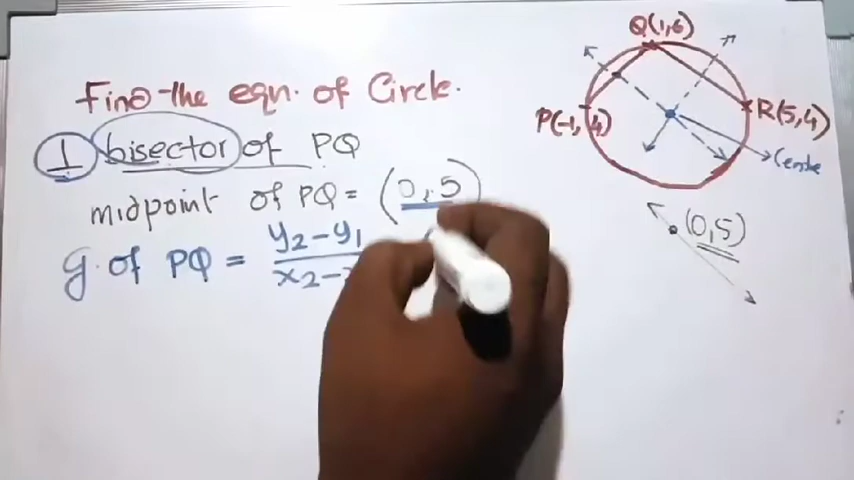 Find the eqn. of Circle.
⊥ bisector of PQ
midpoint of PQ = (0, 5)
g. of PQ = y₂-y₁
x₂-
Q(1,6)
P(-1,4)
R(5,4)
Centre
(0,5)